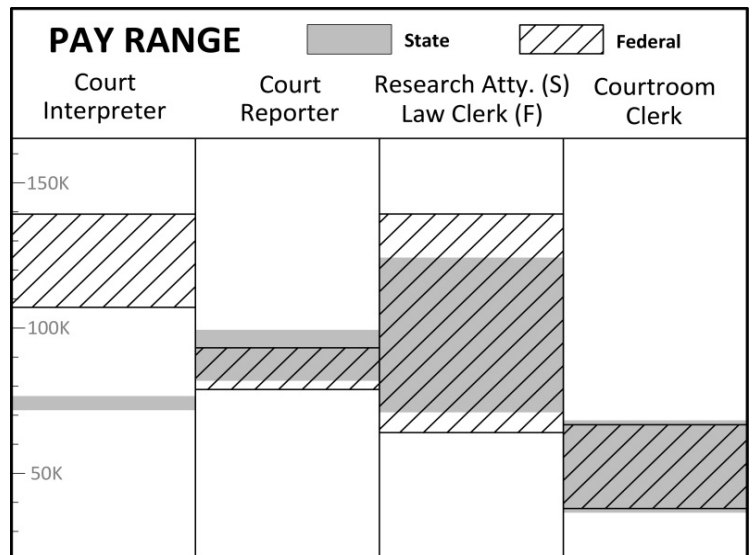 PAY RANGE State Federal
Court Interpreter
Court Reporter
Research Atty. (S)
Law Clerk (F)
Courtroom Clerk
150K
100K
50K